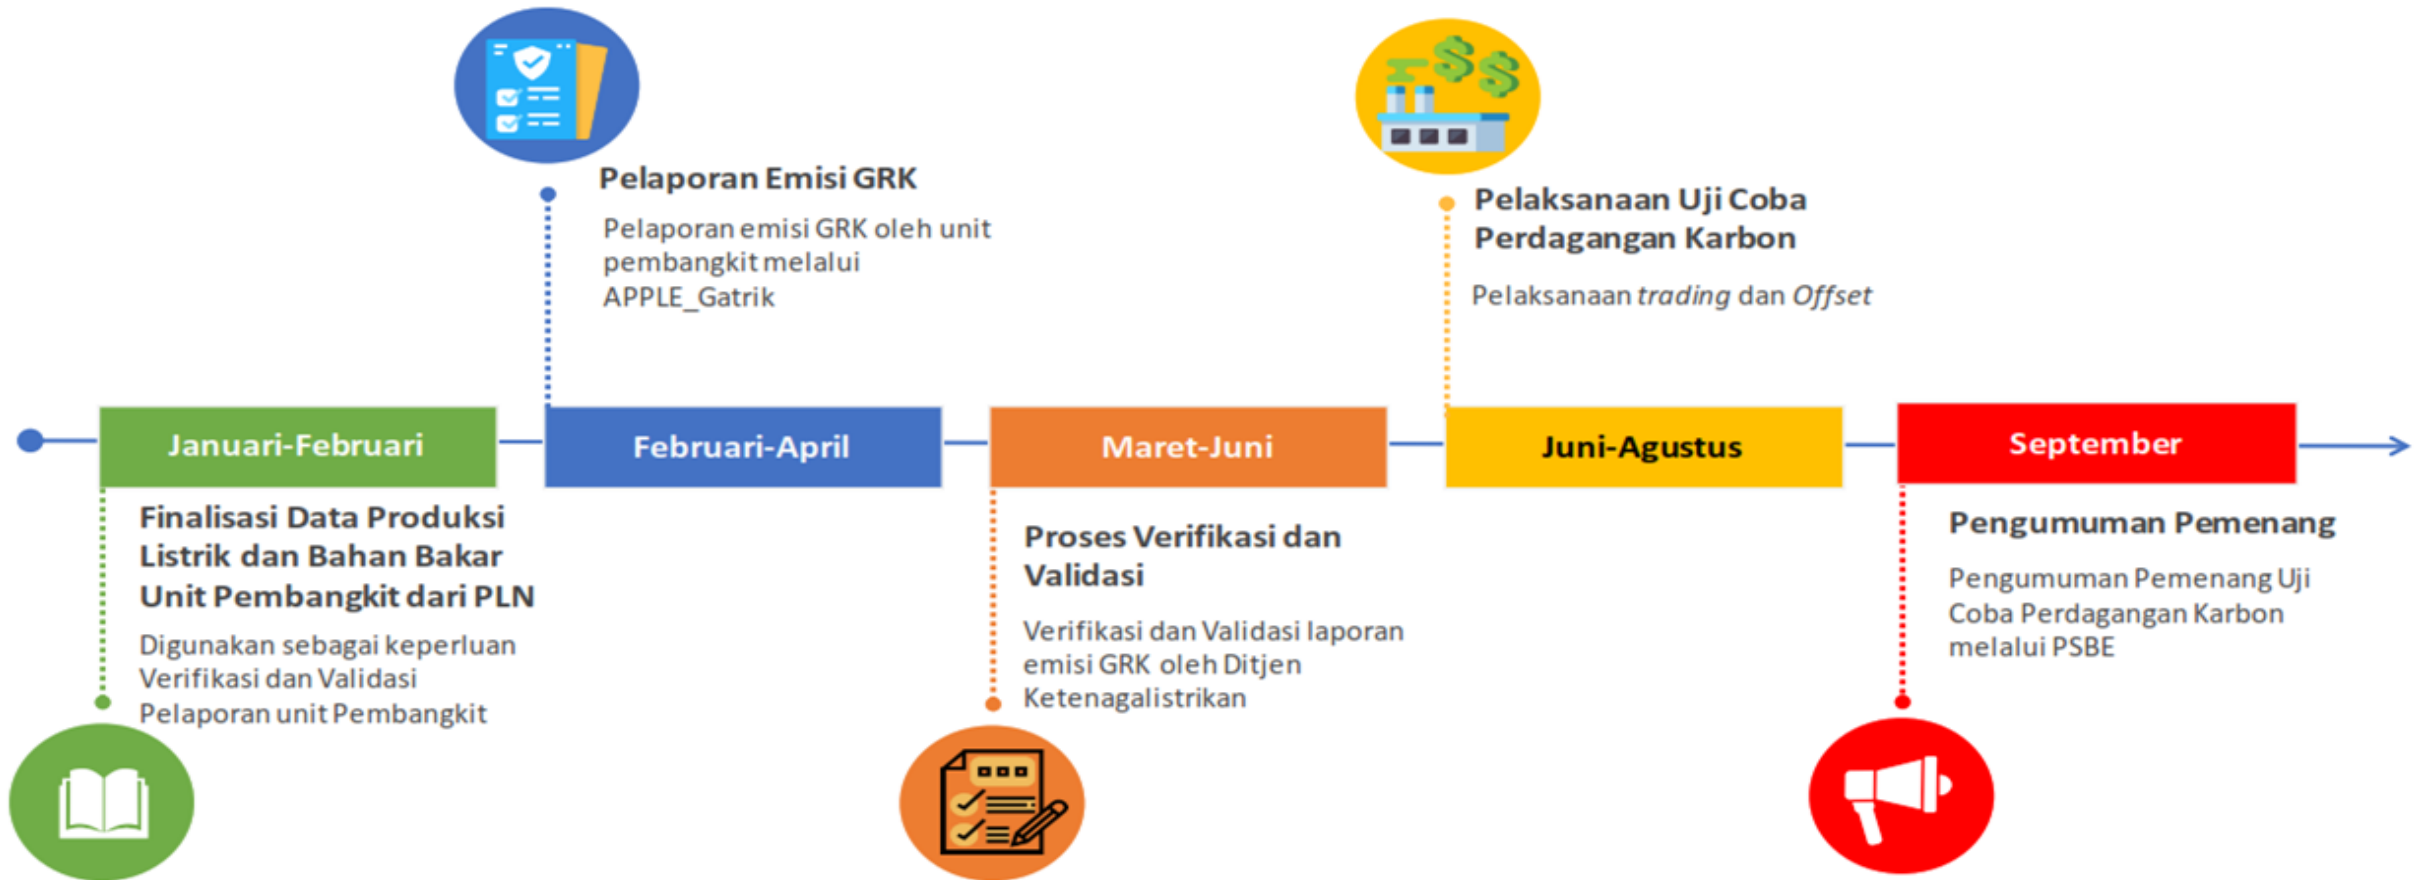 Pelaporan Emisi GRK
Pelaporan emisi GRK oleh unit
pembangkit melalui
APPLE_Gatrik
Pelaksanaan Uji Coba
Perdagangan Karbon
Pelaksanaan trading dan Offset
Januari-Februari
Februari-April
Maret-Juni
Juni-Agustus
September
Finalisasi Data Produksi
Listrik dan Bahan Bakar
Unit Pembangkit dari PLN
Digunakan sebagai keperluan
Verifikasi dan Validasi
Pelaporan unit Pembangkit
Proses Verifikasi dan
Validasi
Verifikasi dan Validasi laporan
emisi GRK oleh Ditjen
Ketenagalistrikan
Pengumuman Pemenang
Pengumuman Pemenang Uji
Coba Perdagangan Karbon
melalui PSBE